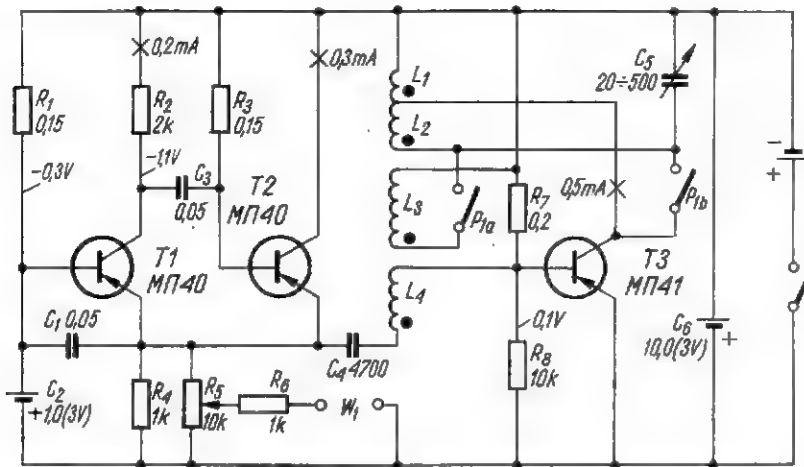 0,2mA
0,3mA
R1
0,15
R2
2k
R3
0,15
L1
L2
C5
20÷500
-0,3V
-1,1V
C3
0,05
T2
МП40
L3
P1a
R7
0,2
0,5mA
P1b
-
+
T1
МП40
T3
МП41
L4
C1 0,05
C4 4700
0,1V
R8
10k
C6
10,0(3V)
+
C2
+1,0(3V)
R4
1k
R5
10k
R6
1k
W1